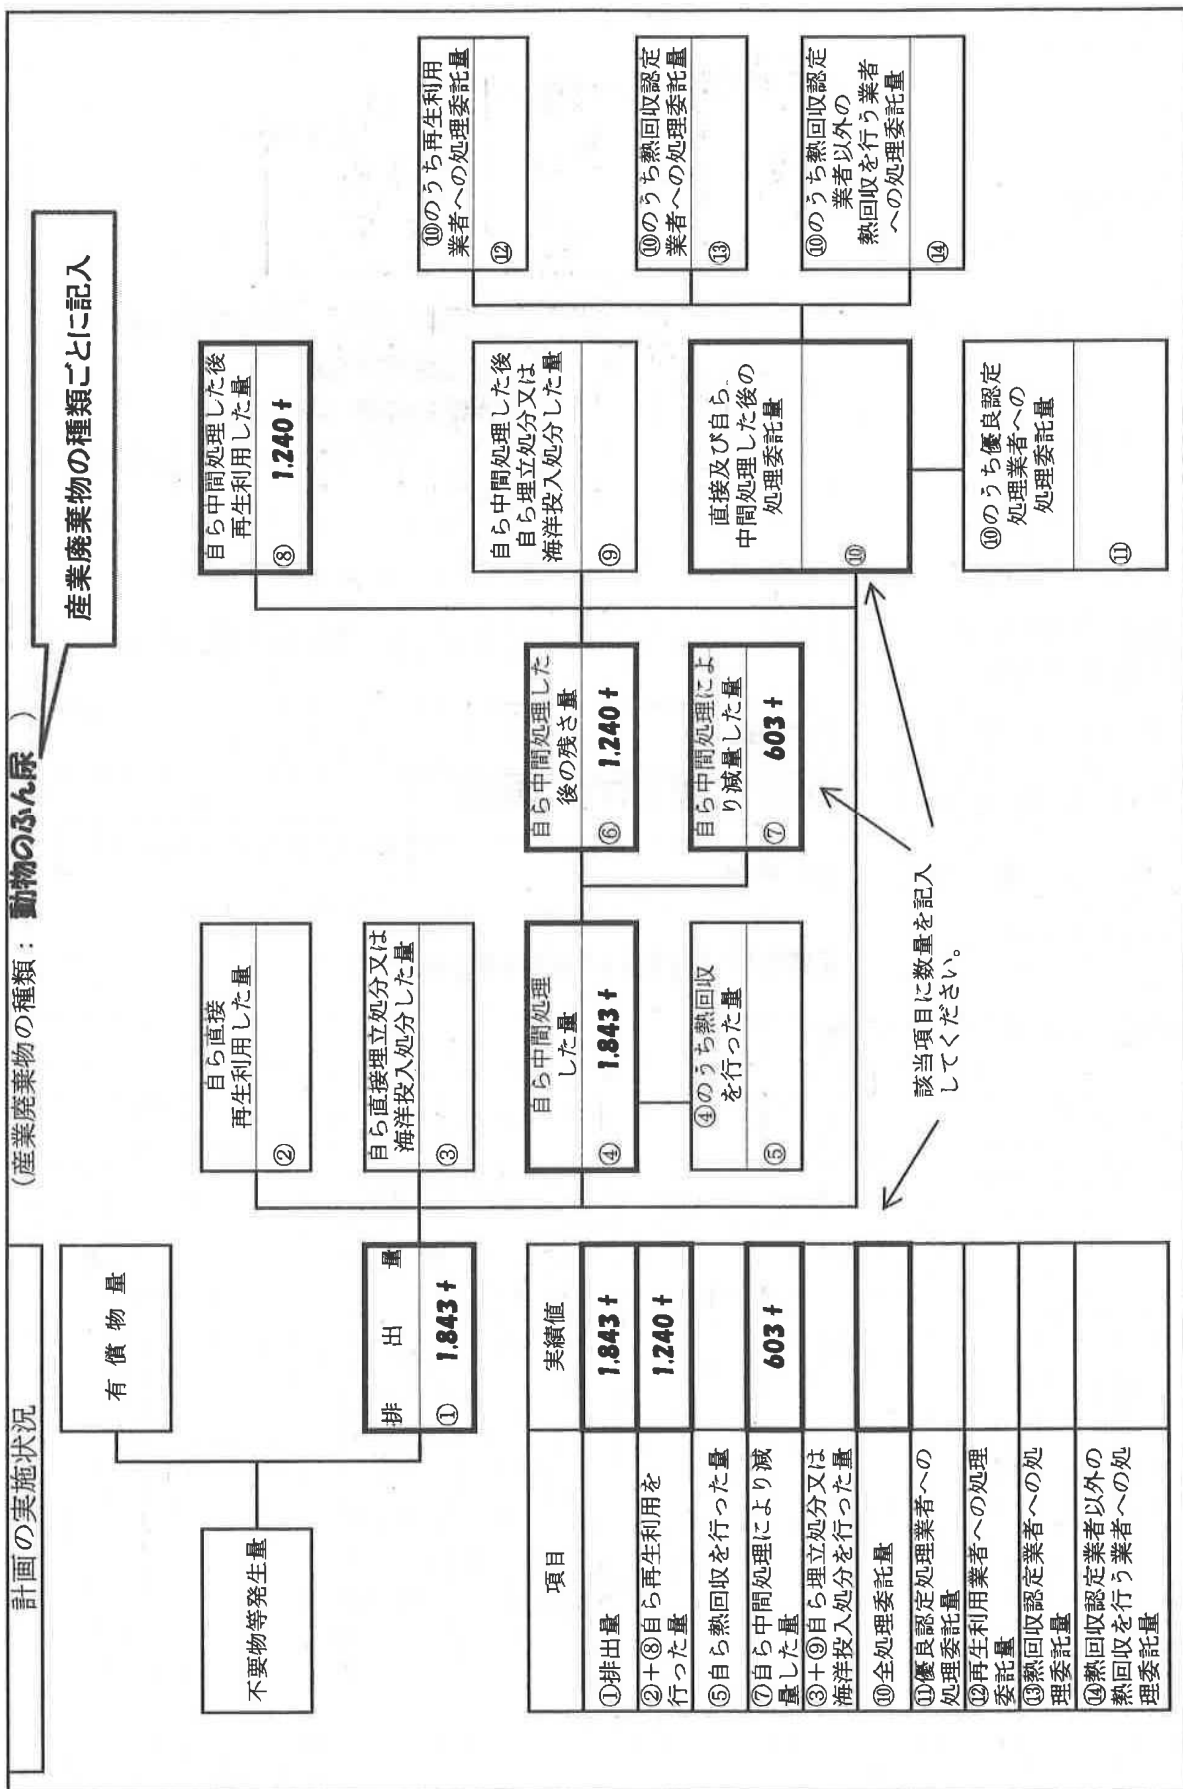 計画の実施状況
(産業廃棄物の種類：動物のふん尿)
産業廃棄物の種類ごとに記入
不要物等発生量
有償物量
排出量
① 1.843t
自ら直接
再生利用した量
②
自ら直接埋立処分又は
海洋投入処分した量
③
自ら中間処理
した量
④ 1.843t
④のうち熱回収
を行った量
⑤
自ら中間処理した
後の残さ量
⑥ 1.240t
自ら中間処理によ
り減量した量
⑦ 603t
自ら中間処理した後
再生利用した量
⑧ 1.240t
自ら中間処理した後
自ら埋立処分又は
海洋投入処分した量
⑨
直接及び自ら
中間処理した後の
処理委託量
⑩
⑩のうち優良認定
処理業者への
処理委託量
⑪
⑩のうち再生利用
業者への処理委託量
⑫
⑩のうち熱回収認定
業者への処理委託量
⑬
⑩のうち熱回収認定
業者以外の
熱回収を行う業者
への処理委託量
⑭
該当項目に数量を記入
してください。
項目 実績値
①排出量 1.843t
②+⑧自ら再生利用を
行った量 1.240t
⑤自ら熱回収を行った量
⑦自ら中間処理により減
量した量 603t
③+⑨自ら埋立処分又は
海洋投入処分を行った量
⑩全処理委託量
⑪優良認定処理業者への
処理委託量
⑫再生利用業者への処理
委託量
⑬熱回収認定業者への処
理委託量
⑭熱回収認定業者以外の
熱回収を行う業者への処
理委託量